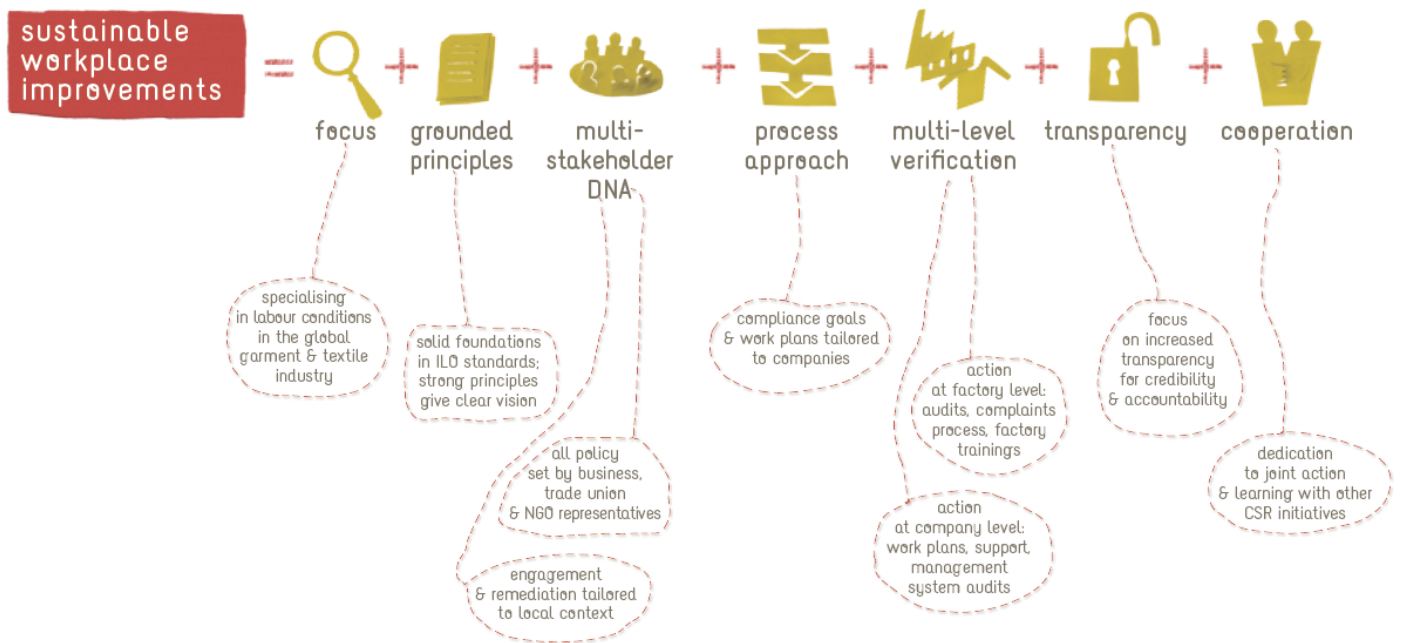 sustainable
workplace
improvements
=
+
+
+
+
+
+
focus
grounded
principles
multi-
stakeholder
DNA
process
approach
multi-level
verification
transparency
cooperation
specialising
in labour conditions
in the global
garment & textile
industry
solid foundations
in ILO standards;
strong principles
give clear vision
all policy
set by business,
trade union
& NGO representatives
engagement
& remediation tailored
to local context
compliance goals
& work plans tailored
to companies
action
at factory level:
audits, complaints
process, factory
trainings
action
at company level:
work plans, support,
management
system audits
focus
on increased
transparency
for credibility
& accountability
dedication
to joint action
& learning with other
CSR initiatives